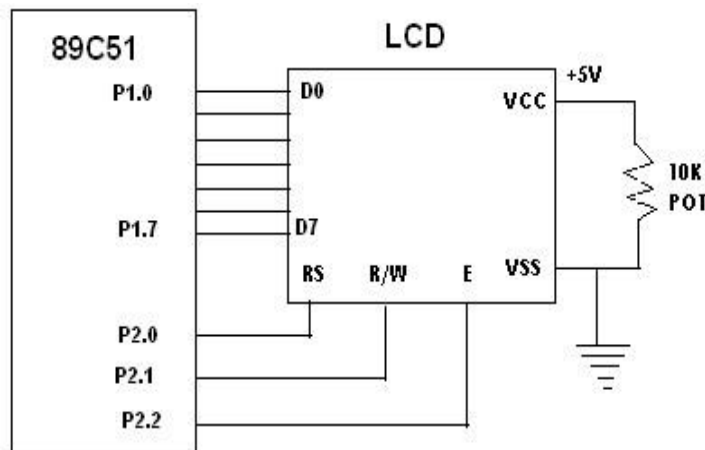 89C51
LCD
P1.0
D0
+5V
VCC
10K
POT
P1.7
D7
RS
R/W
E
VSS
P2.0
P2.1
P2.2